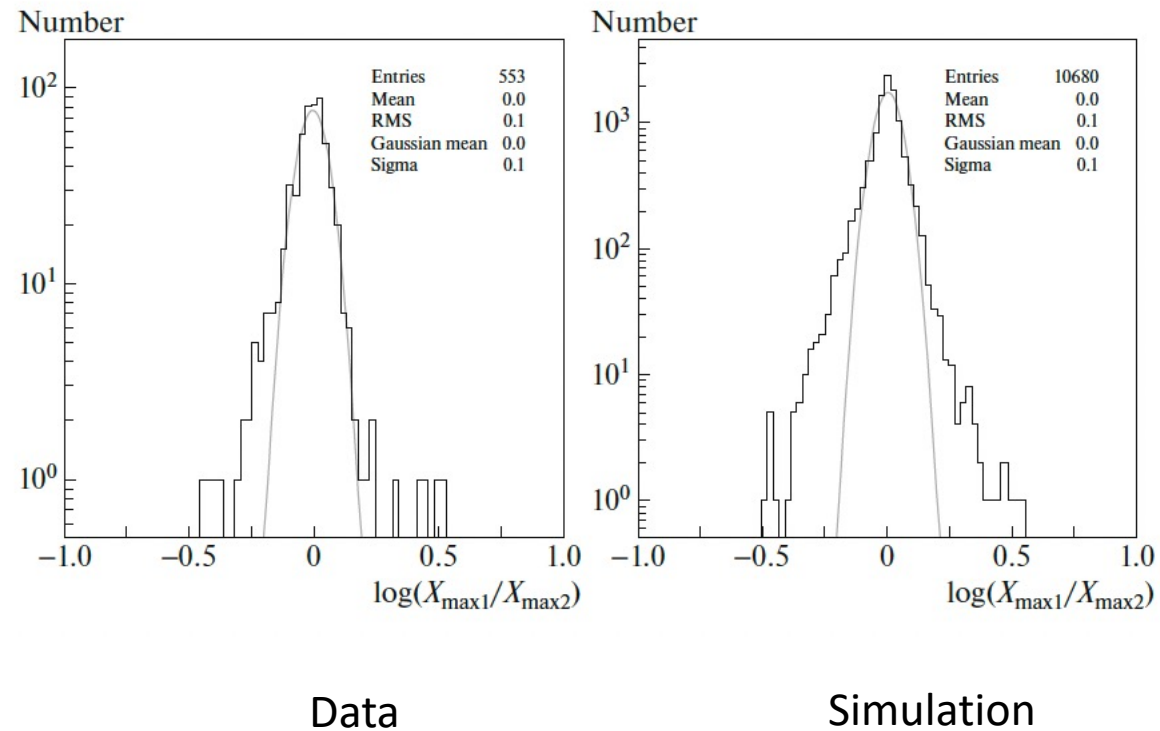 Number
10²
10¹
10⁰
Entries 553
Mean 0.0
RMS 0.1
Gaussian mean 0.0
Sigma 0.1
−1.0 −0.5 0 0.5 1.0
log(Xmax1/Xmax2)
Data
Number
10³
10²
10¹
10⁰
Entries 10680
Mean 0.0
RMS 0.1
Gaussian mean 0.0
Sigma 0.1
−1.0 −0.5 0 0.5 1.0
log(Xmax1/Xmax2)
Simulation